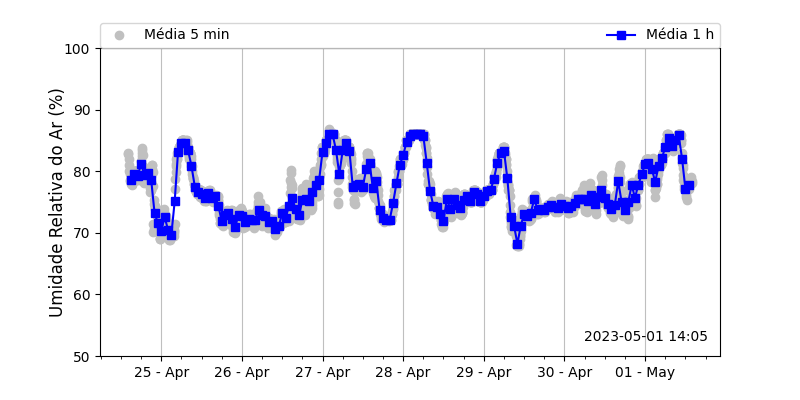 Média 5 min
Média 1 h
Umidade Relativa do Ar (%)
100
90
80
70
60
50
2023-05-01 14:05
25 - Apr
26 - Apr
27 - Apr
28 - Apr
29 - Apr
30 - Apr
01 - May